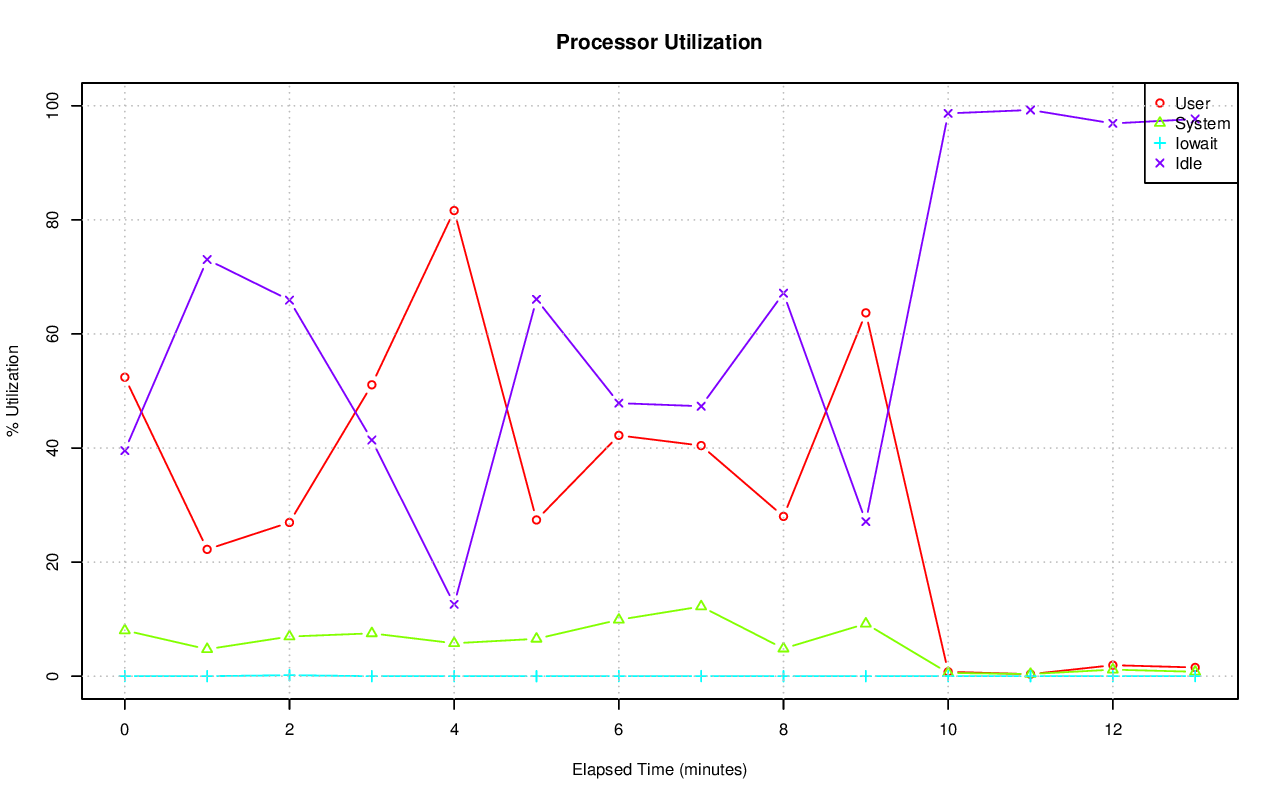 Processor Utilization
% Utilization
100
80
60
40
20
0
User
System
Iowait
Idle
0 2 4 6 8 10 12
Elapsed Time (minutes)